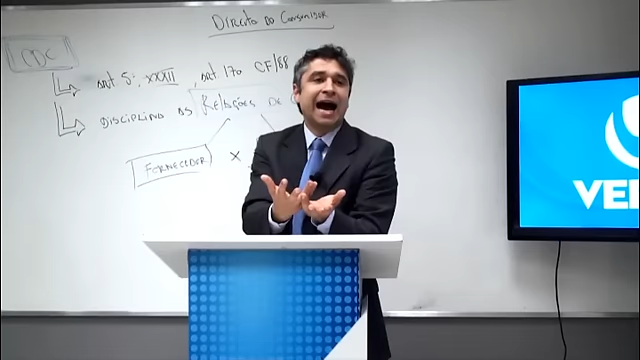 Direito do Consumidor
CDC
art 5º, XXXII, art 170 CF/88
Disciplina as Relações de
Fornecedor x
VE